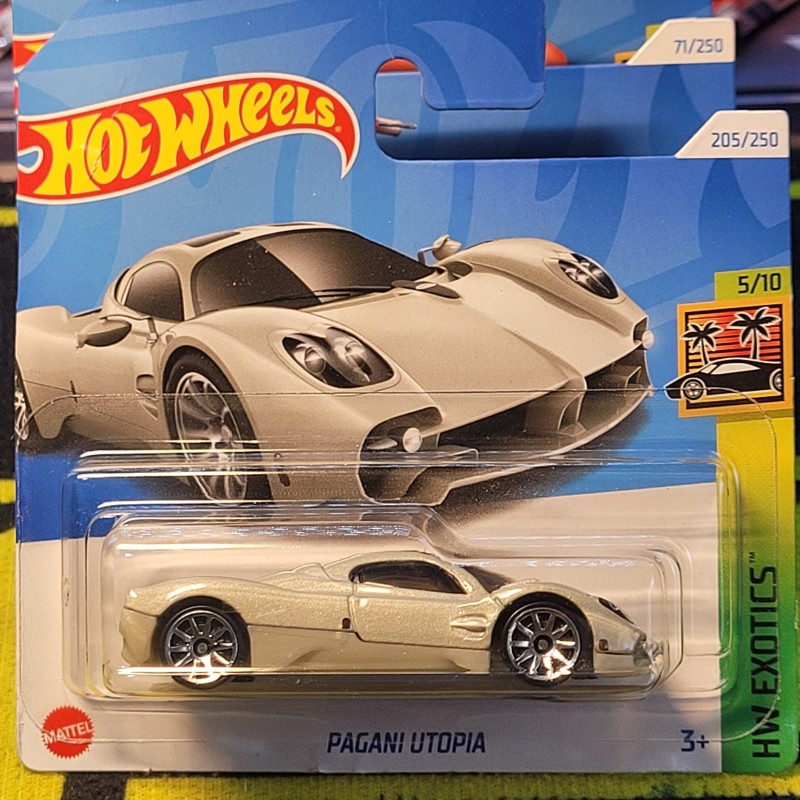 71/250
205/250
HOT WHEELS
5/10
HW EXOTICS™
MATTEL
PAGANI UTOPIA
3+